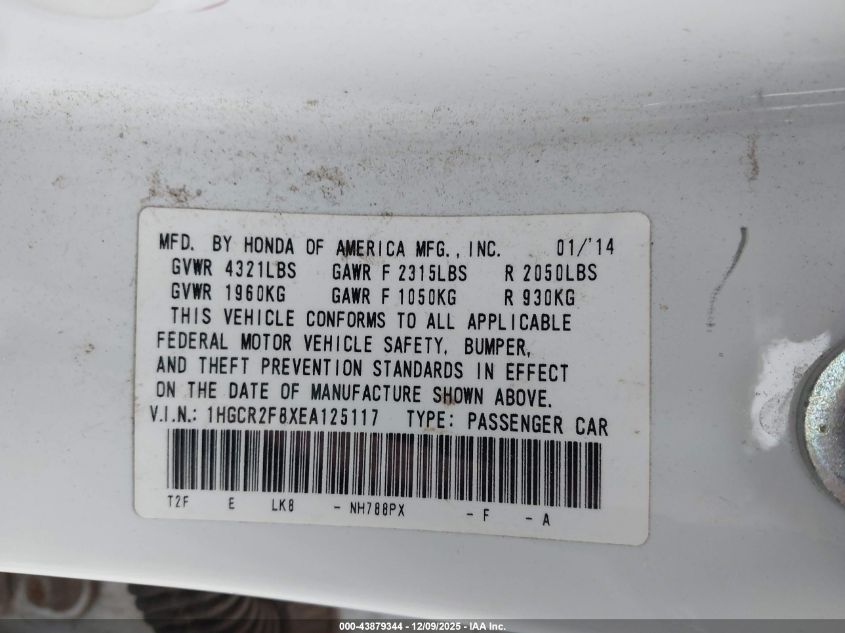 MFD. BY HONDA OF AMERICA MFG., INC. 01/'14
GVWR 4321LBS GAWR F 2315LBS R 2050LBS
GVWR 1960KG GAWR F 1050KG R 930KG
THIS VEHICLE CONFORMS TO ALL APPLICABLE
FEDERAL MOTOR VEHICLE SAFETY, BUMPER,
AND THEFT PREVENTION STANDARDS IN EFFECT
ON THE DATE OF MANUFACTURE SHOWN ABOVE.
V.I.N.: 1HGCR2F8XEA125117 TYPE: PASSENGER CAR
T2F E LK8 - NH788PX - F - A
000-43879344 - 12/09/2025 - IAA Inc.